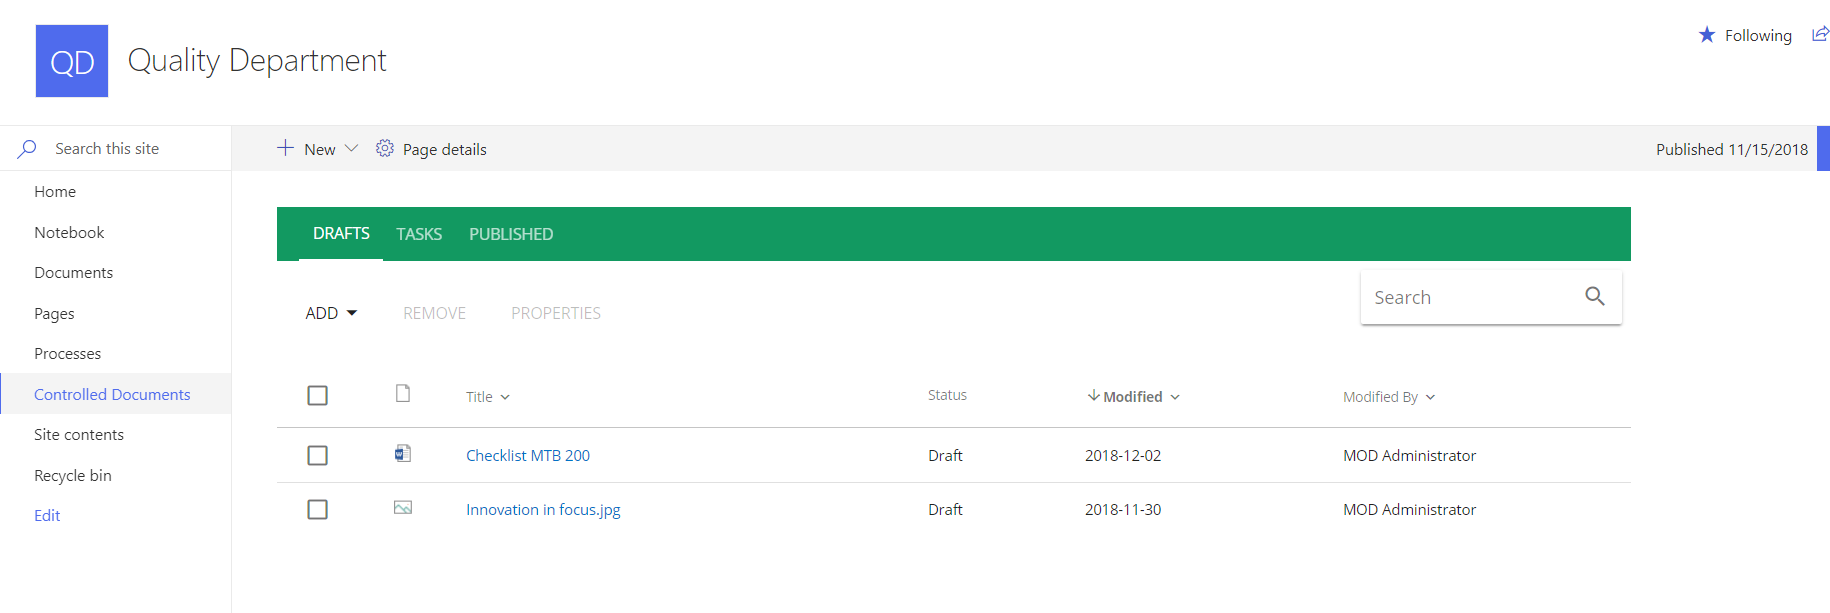 QD
Quality Department
Following
Search this site
New
Page details
Published 11/15/2018
Home
Notebook
Documents
Pages
Processes
Controlled Documents
Site contents
Recycle bin
Edit
DRAFTS TASKS PUBLISHED
ADD REMOVE PROPERTIES
Search
Title Status Modified Modified By
Checklist MTB 200 Draft 2018-12-02 MOD Administrator
Innovation in focus.jpg Draft 2018-11-30 MOD Administrator